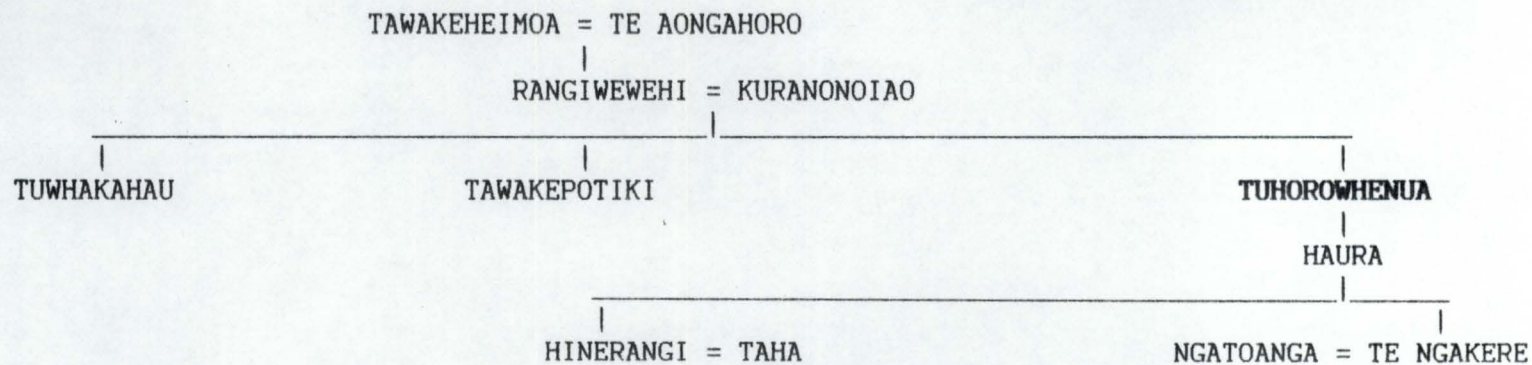 TAWAKEHEIMOA = TE AONGAHORO
RANGIWEWEHI = KURANONOIAO
TUWHAKAHAU TAWAKEPOTIKI TUHOROWHENUA
HAURA
HINERANGI = TAHA NGATOANGA = TE NGAKERE